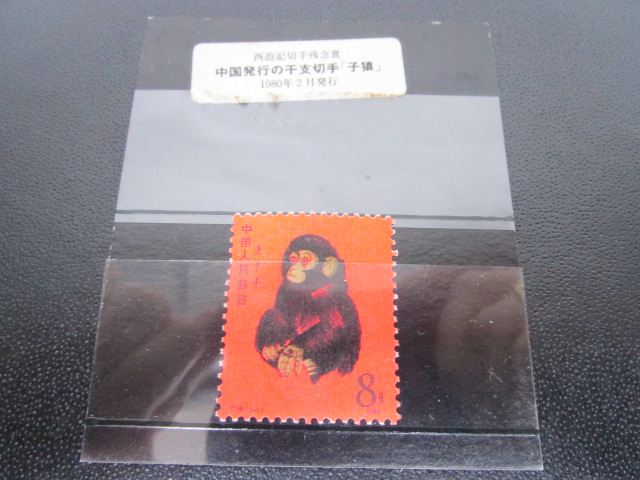 西遊記切手残念賞
中国発行の干支切手「子猿」
1980年2月発行
中国人民邮政
庚申年
8分